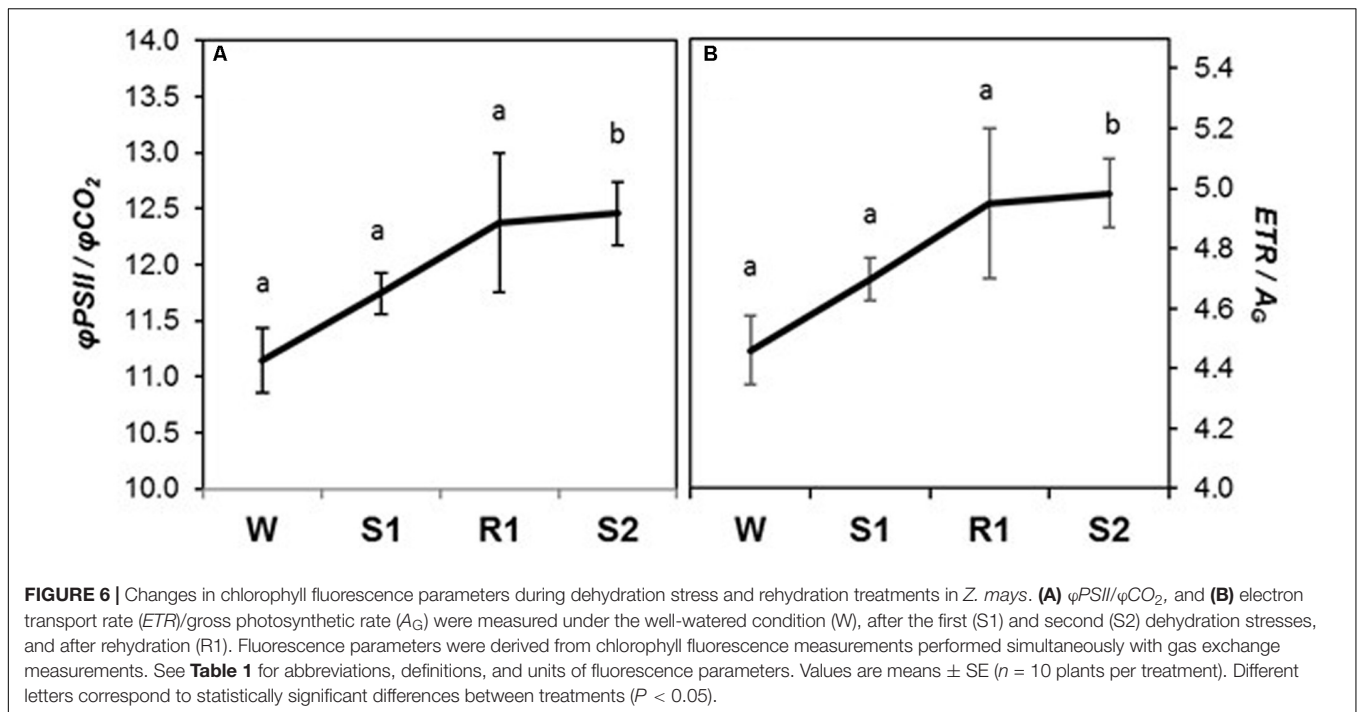 A
B
14.0
13.5
13.0
12.5
12.0
11.5
11.0
10.5
10.0
φPSII / φCO₂
a
a
a
b
W S1 R1 S2
a
a
a
b
5.4
5.2
5.0
4.8
4.6
4.4
4.2
4.0
ETR / A_G
W S1 R1 S2
FIGURE 6 | Changes in chlorophyll fluorescence parameters during dehydration stress and rehydration treatments in Z. mays. (A) φPSII/φCO₂, and (B) electron
transport rate (ETR)/gross photosynthetic rate (A_G) were measured under the well-watered condition (W), after the first (S1) and second (S2) dehydration stresses,
and after rehydration (R1). Fluorescence parameters were derived from chlorophyll fluorescence measurements performed simultaneously with gas exchange
measurements. See Table 1 for abbreviations, definitions, and units of fluorescence parameters. Values are means ± SE (n = 10 plants per treatment). Different
letters correspond to statistically significant differences between treatments (P < 0.05).